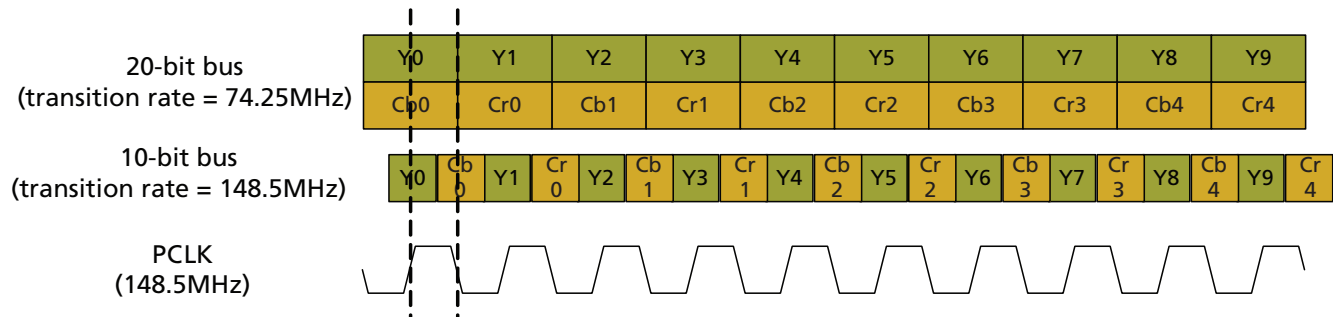 20-bit bus
(transition rate = 74.25MHz)
Y0 Y1 Y2 Y3 Y4 Y5 Y6 Y7 Y8 Y9
Cb0 Cr0 Cb1 Cr1 Cb2 Cr2 Cb3 Cr3 Cb4 Cr4
10-bit bus
(transition rate = 148.5MHz)
Y0 Cb 0 Y1 Cr 0 Y2 Cb 1 Y3 Cr 1 Y4 Cb 2 Y5 Cr 2 Y6 Cb 3 Y7 Cr 3 Y8 Cb 4 Y9 Cr 4
PCLK
(148.5MHz)